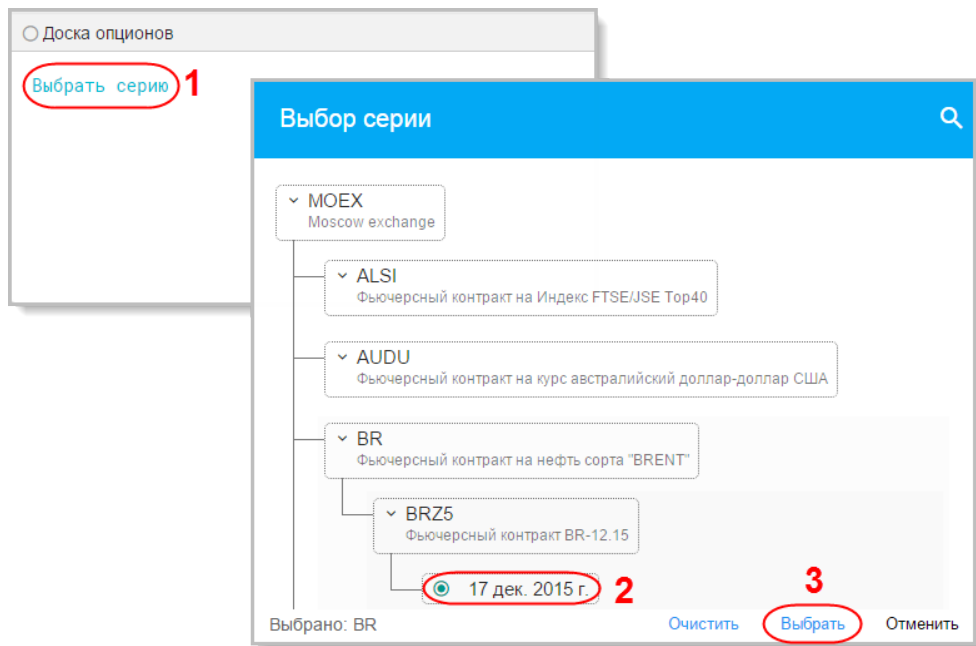 Доска опционов
Выбрать серию 1
Выбор серии
MOEX
Moscow exchange
ALSI
Фьючерсный контракт на Индекс FTSE/JSE Top40
AUDU
Фьючерсный контракт на курс австралийский доллар-доллар США
BR
Фьючерсный контракт на нефть сорта "BRENT"
BRZ5
Фьючерсный контракт BR-12.15
17 дек. 2015 г. 2
3
Выбрано: BR Очистить Выбрать Отменить